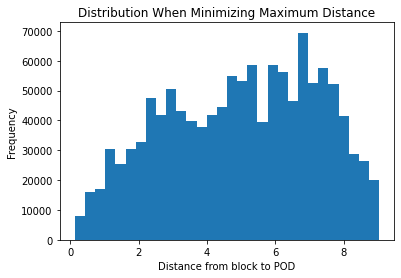 Distribution When Minimizing Maximum Distance
70000
60000
50000
40000
30000
20000
10000
0
Frequency
0 2 4 6 8
Distance from block to POD